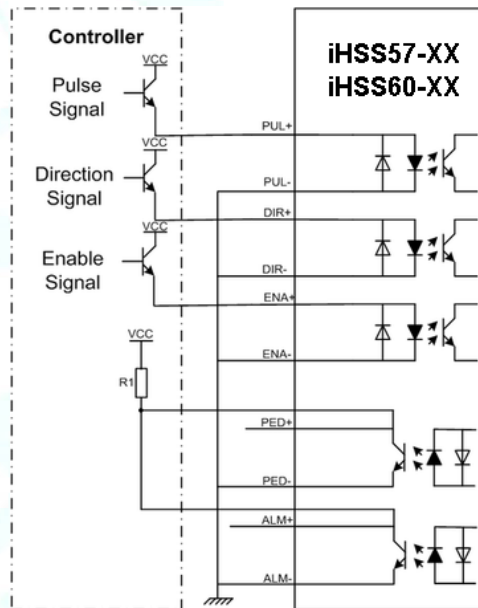 Controller
iHSS57-XX
iHSS60-XX
VCC
Pulse
Signal
PUL+
VCC
Direction
Signal
PUL-
DIR+
VCC
Enable
Signal
DIR-
ENA+
VCC
ENA-
R1
PED+
PED-
ALM+
ALM-